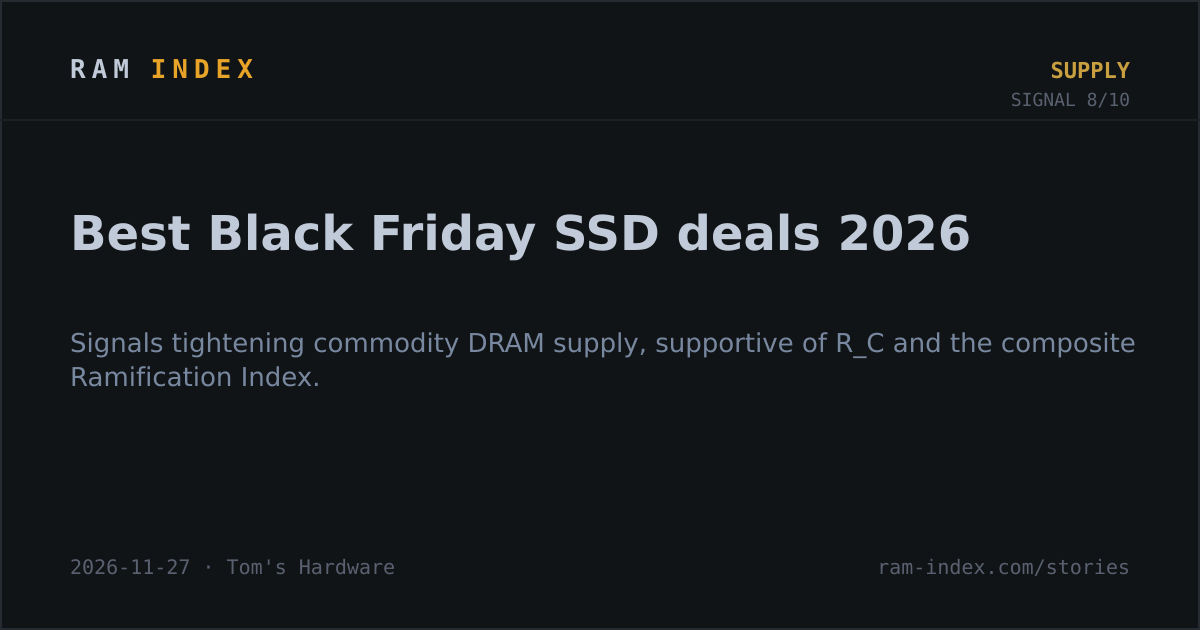 RAM INDEX
SUPPLY
SIGNAL 8/10
Best Black Friday SSD deals 2026
Signals tightening commodity DRAM supply, supportive of R_C and the composite
Ramification Index.
2026-11-27 · Tom's Hardware
ram-index.com/stories